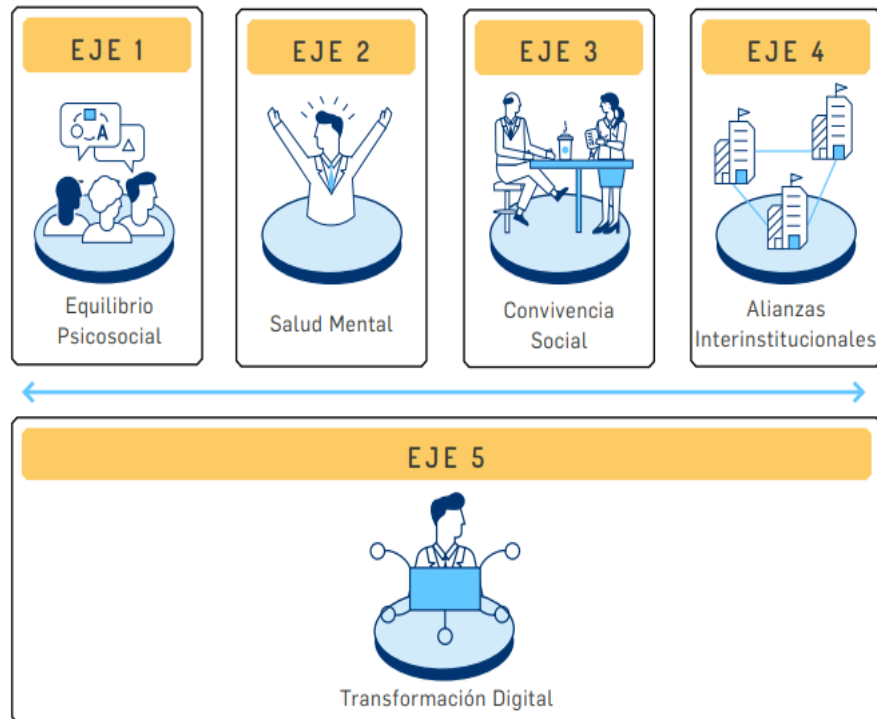 EJE 1
EJE 2
EJE 3
EJE 4
A
Equilibrio
Psicosocial
Salud Mental
Convivencia
Social
Alianzas
Interinstitucionales
EJE 5
Transformación Digital